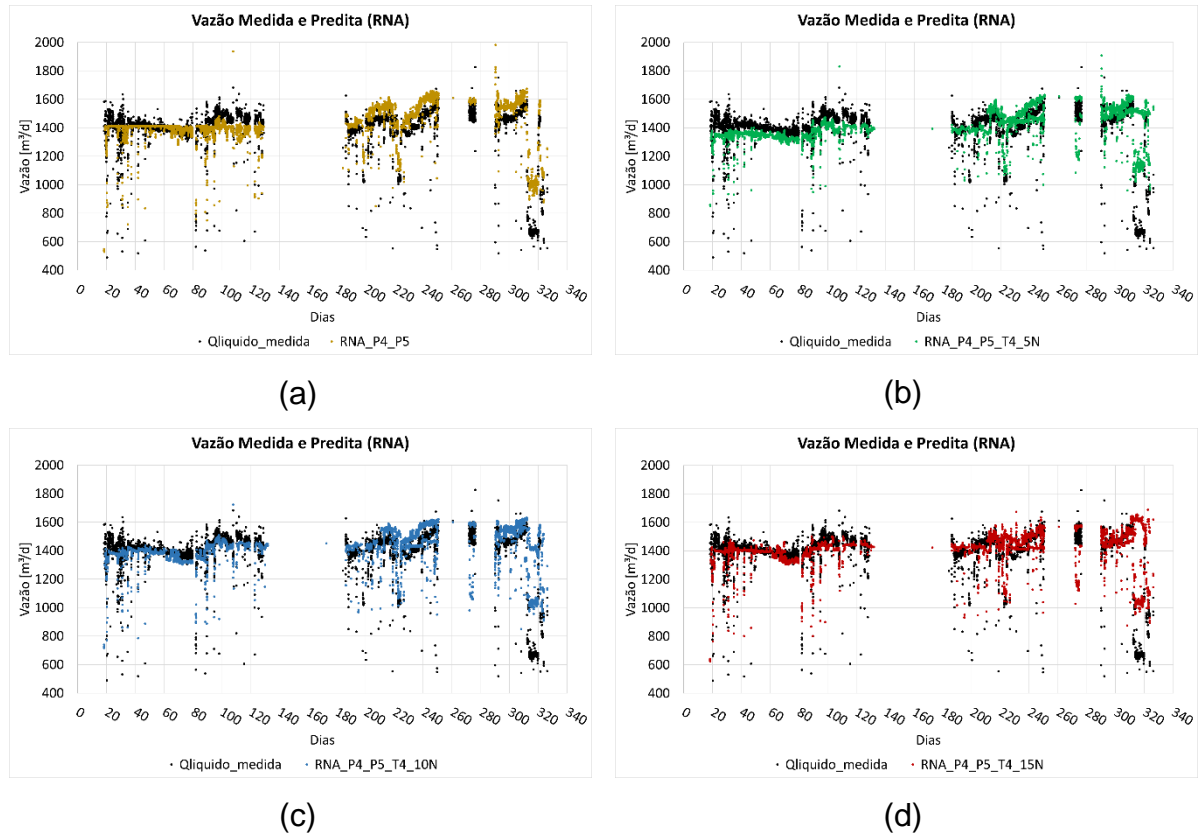 Vazão Medida e Predita (RNA)
2000
1800
1600
1400
1200
1000
800
600
400
Vazão [m³/d]
0 20 40 60 80 100 120 140 160 180 200 220 240 260 280 300 320 340
Dias
Qliquido_medida RNA_P4_P5
(a)
Vazão Medida e Predita (RNA)
2000
1800
1600
1400
1200
1000
800
600
400
Vazão [m³/d]
0 20 40 60 80 100 120 140 160 180 200 220 240 260 280 300 320 340
Dias
Qliquido_medida RNA_P4_P5_T4_5N
(b)
Vazão Medida e Predita (RNA)
2000
1800
1600
1400
1200
1000
800
600
400
Vazão [m³/d]
0 20 40 60 80 100 120 140 160 180 200 220 240 260 280 300 320 340
Dias
Qliquido_medida RNA_P4_P5_T4_10N
(c)
Vazão Medida e Predita (RNA)
2000
1800
1600
1400
1200
1000
800
600
400
Vazão [m³/d]
0 20 40 60 80 100 120 140 160 180 200 220 240 260 280 300 320 340
Dias
Qliquido_medida RNA_P4_P5_T4_15N
(d)